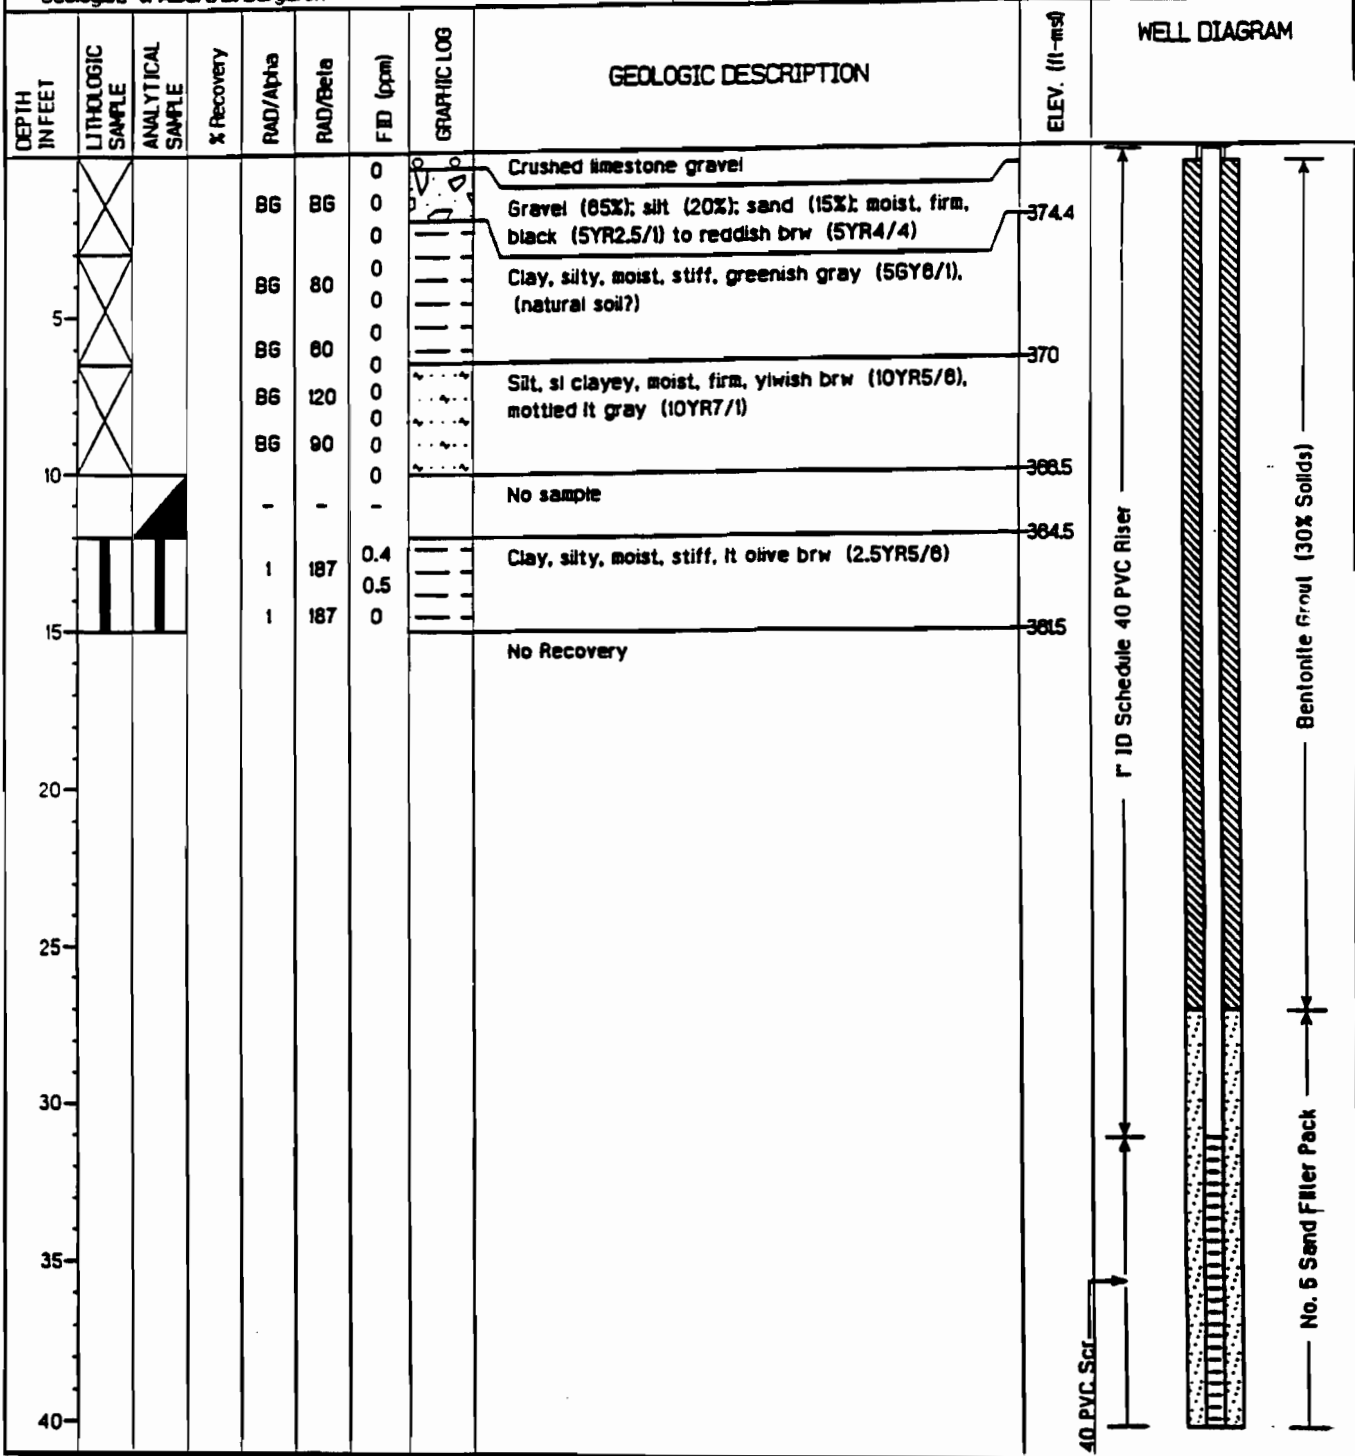 DEPTH IN FEET
LITHOLOGIC SAMPLE
ANALYTICAL SAMPLE
% Recovery
RAD/Alpha
RAD/Beta
FID (ppm)
GRAPHIC LOG
GEOLOGIC DESCRIPTION
ELEV. (ft-msl)
WELL DIAGRAM
0
Crushed limestone gravel
BG BG 0
Gravel (65%); silt (20%); sand (15%); moist, firm,
374.4
black (5YR2.5/1) to reddish brw (5YR4/4)
0
0
Clay, silty, moist, stiff, greenish gray (5GY6/1),
BG 80
0
(natural soil?)
5
0
BG 60
370
0
Silt, sl clayey, moist, firm, ylwish brw (10YR5/6),
BG 120 0
mottled lt gray (10YR7/1)
0
BG 90 0
366.5
10
0
No sample
- - -
364.5
0.4
Clay, silty, moist, stiff, lt olive brw (2.5YR5/6)
1 187
0.5
1 187 0
361.5
15
No Recovery
20
25
30
35
40
1" ID Schedule 40 PVC Riser
40 PVC Scr
Bentonite Grout (30% Solids)
No. 5 Sand Filter Pack